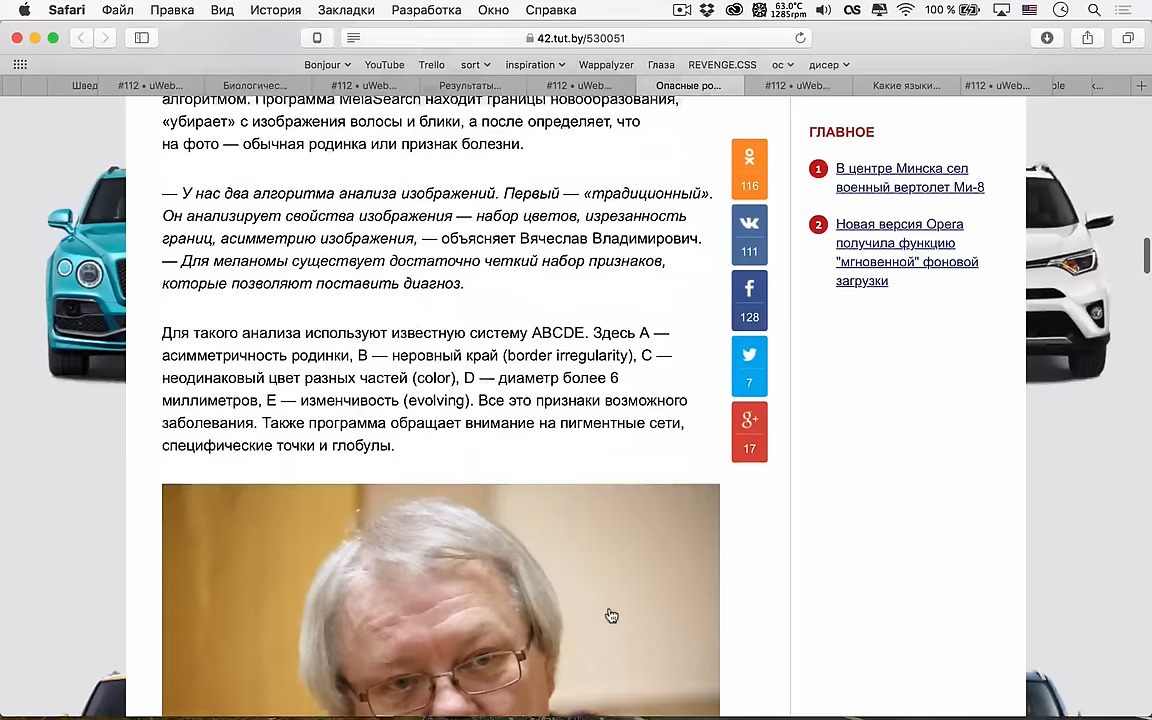 Safari Файл Правка Вид История Закладки Разработка Окно Справка 63.0°C 1285rpm 100 %
42.tut.by/530051
Bonjour YouTube Trello sort inspiration Wappalyzer Глаза REVENGE.CSS ос дисер
Швед #112 • uWeb... Биологичес... #112 • uWeb... Результаты... #112 • uWeb... Опасные ро... #112 • uWeb... Какие языки... #112 • uWeb... ple к...
алгоритмом. Программа MelaSearch находит границы новообразования,
«убирает» с изображения волосы и блики, а после определяет, что
на фото — обычная родинка или признак болезни.
— У нас два алгоритма анализа изображений. Первый — «традиционный».
Он анализирует свойства изображения — набор цветов, изрезанность
границ, асимметрию изображения, — объясняет Вячеслав Владимирович.
— Для меланомы существует достаточно четкий набор признаков,
которые позволяют поставить диагноз.
Для такого анализа используют известную систему ABCDE. Здесь A —
асимметричность родинки, B — неровный край (border irregularity), C —
неодинаковый цвет разных частей (color), D — диаметр более 6
миллиметров, E — изменчивость (evolving). Все это признаки возможного
заболевания. Также программа обращает внимание на пигментные сети,
специфические точки и глобулы.
116
111
128
7
g+
17
ГЛАВНОЕ
1 В центре Минска сел
военный вертолет Ми-8
2 Новая версия Opera
получила функцию
"мгновенной" фоновой
загрузки